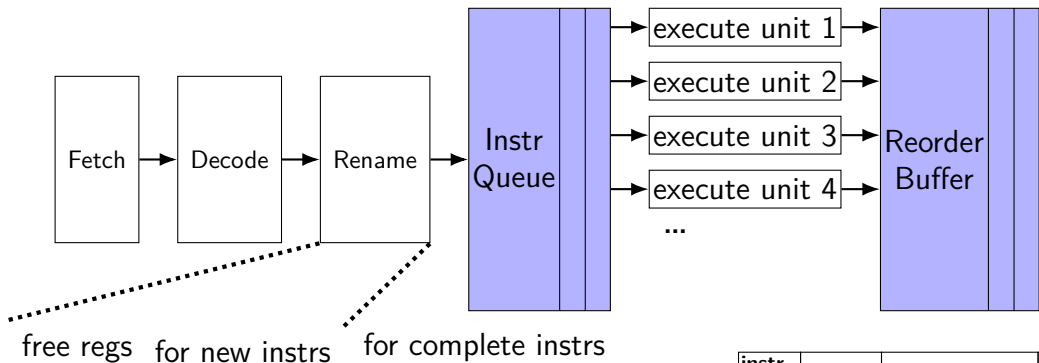 Fetch
Decode
Rename
Instr
Queue
execute unit 1
execute unit 2
execute unit 3
execute unit 4
...
Reorder
Buffer
free regs
for new instrs
for complete instrs
instr